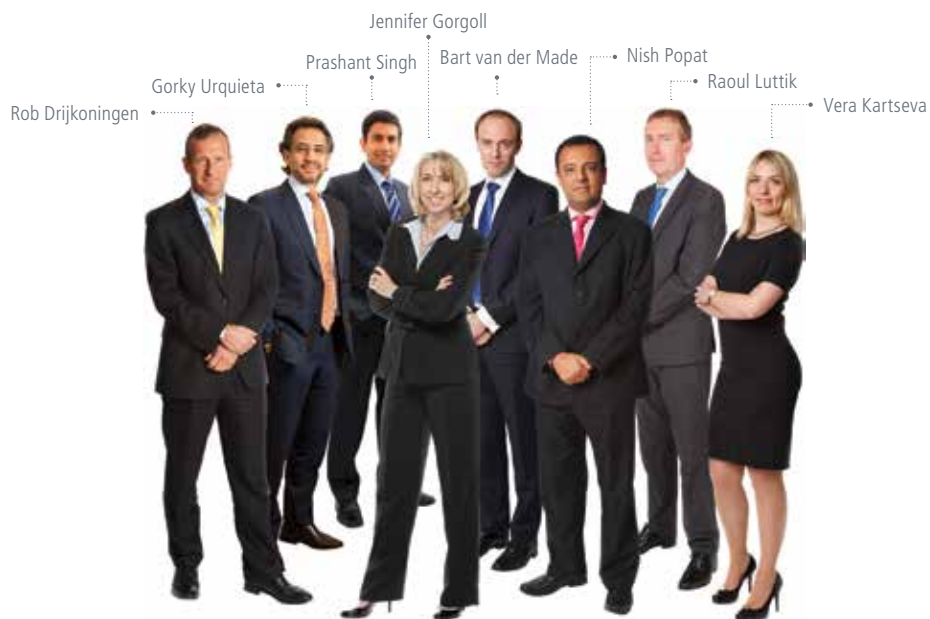 Jennifer Gorgoll
Prashant Singh
Bart van der Made
Nish Popat
Gorky Urquieta
Raoul Luttik
Rob Drijkoningen
Vera Kartseva